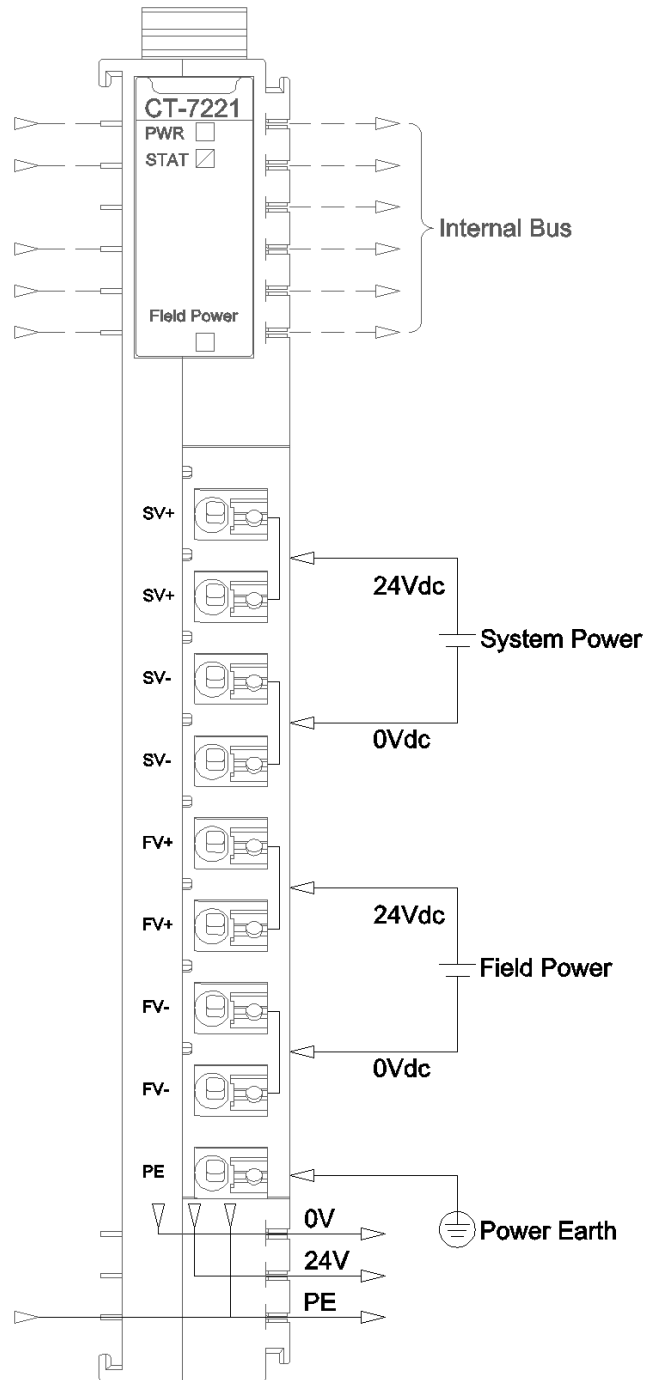 CT-7221
PWR
STAT
Internal Bus
Field Power
SV+
24Vdc
SV+
System Power
SV-
0Vdc
SV-
FV+
24Vdc
FV+
Field Power
FV-
0Vdc
FV-
PE
0V
Power Earth
24V
PE